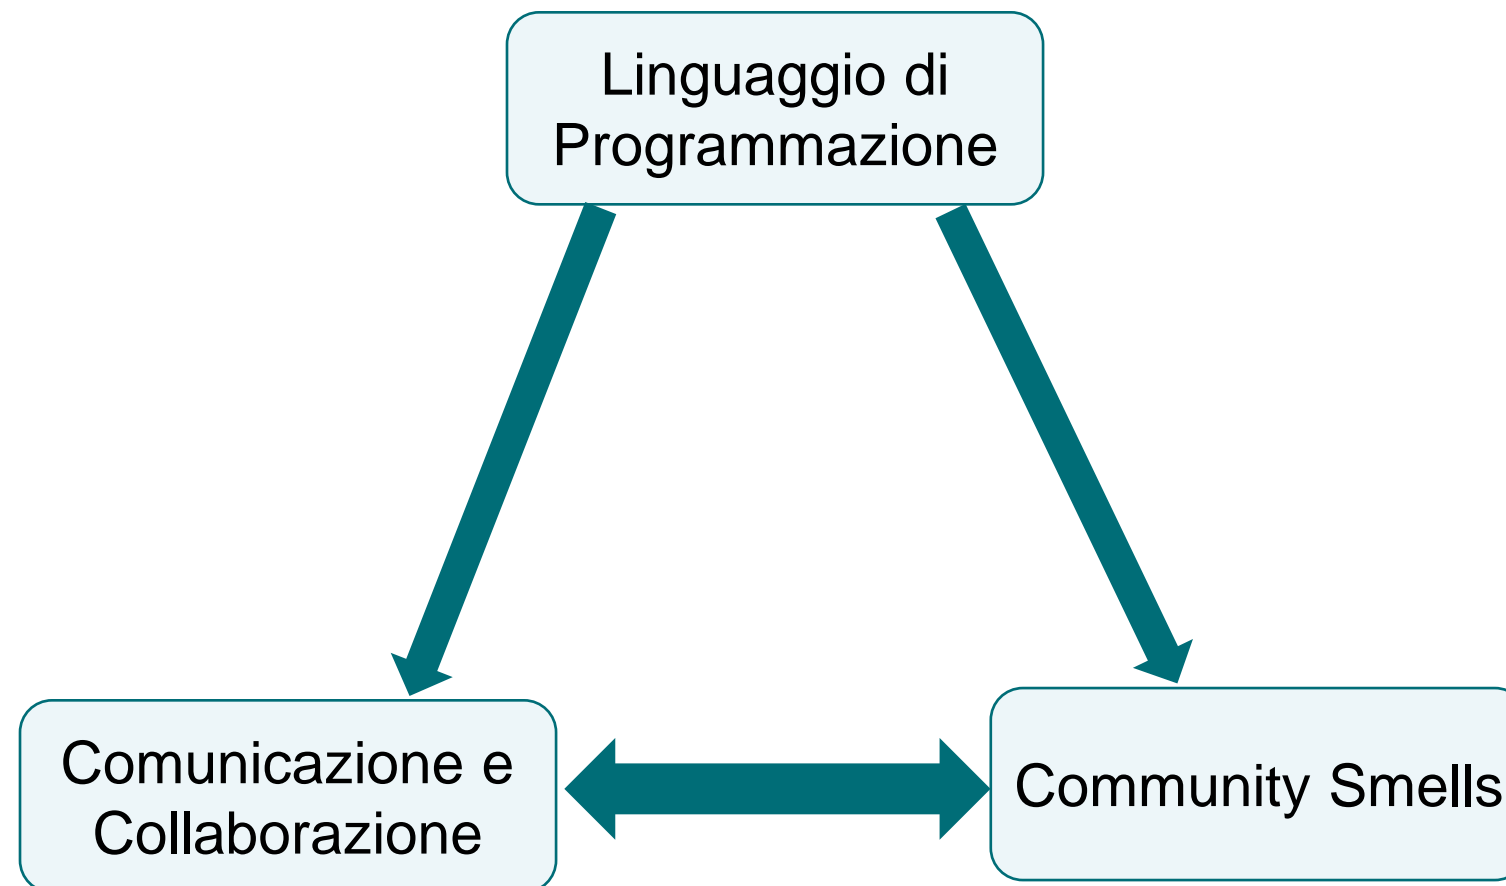 Linguaggio di
Programmazione
Comunicazione e
Collaborazione
Community Smells